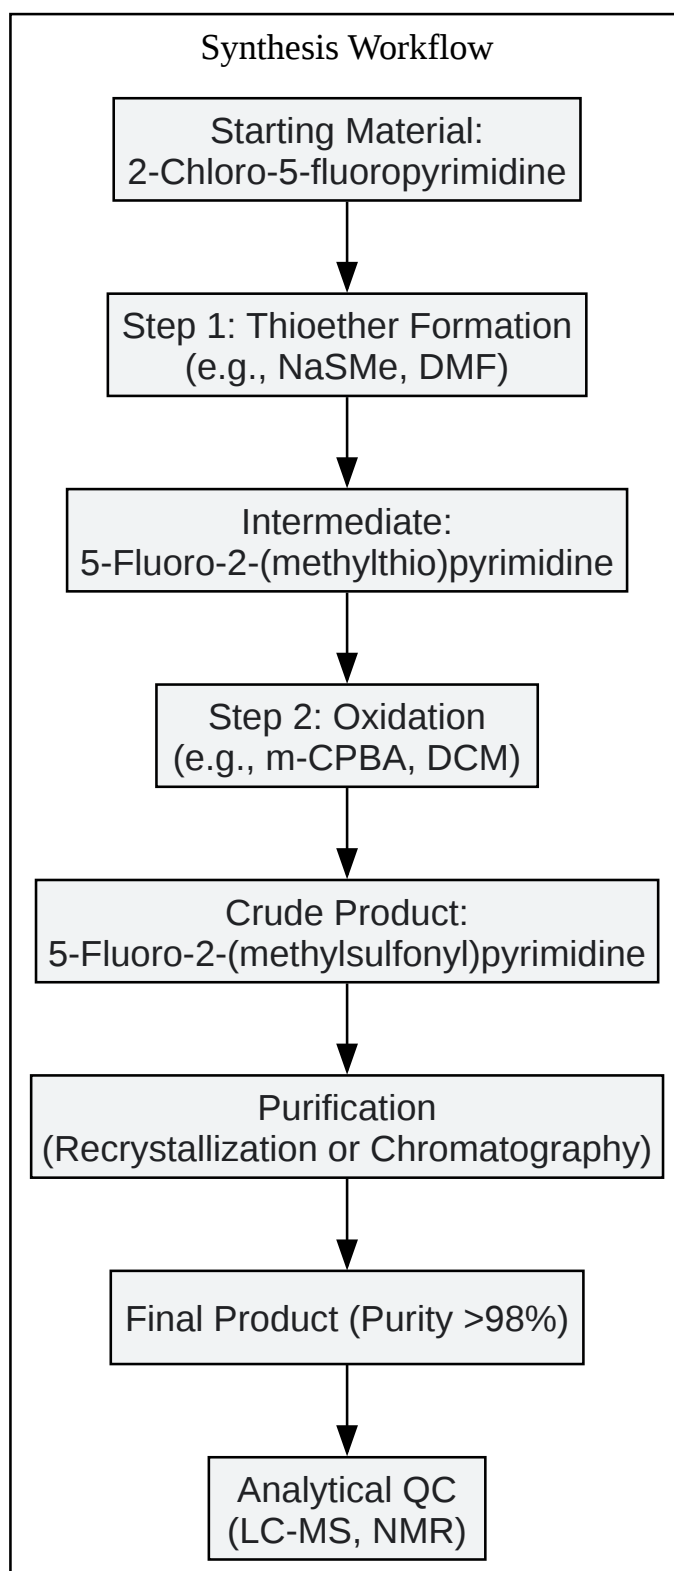 Synthesis Workflow
Starting Material:
2-Chloro-5-fluoropyrimidine
Step 1: Thioether Formation
(e.g., NaSMe, DMF)
Intermediate:
5-Fluoro-2-(methylthio)pyrimidine
Step 2: Oxidation
(e.g., m-CPBA, DCM)
Crude Product:
5-Fluoro-2-(methylsulfonyl)pyrimidine
Purification
(Recrystallization or Chromatography)
Final Product (Purity >98%)
Analytical QC
(LC-MS, NMR)